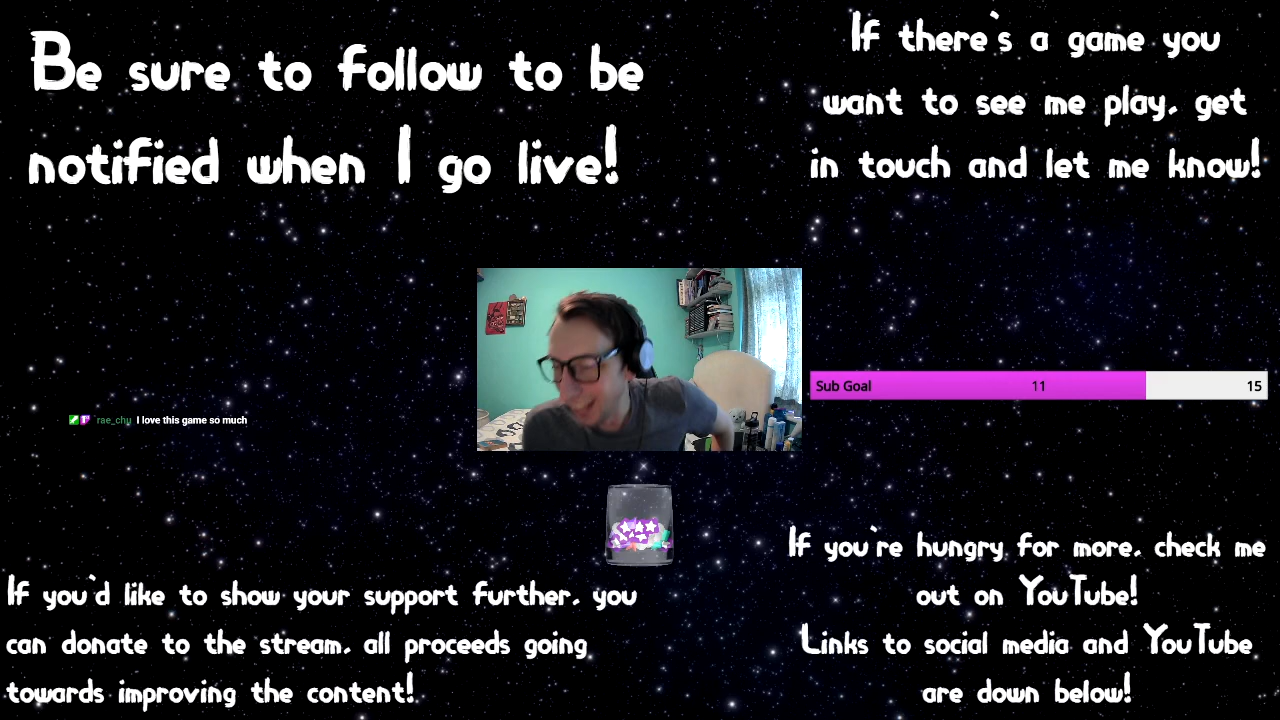 Be sure to follow to be
notified when I go live!
If there's a game you
want to see me play, get
in touch and let me know!
Sub Goal 11 15
rae_chu I love this game so much
If you'd like to show your support further, you
can donate to the stream, all proceeds going
towards improving the content!
If you're hungry for more, check me
out on YouTube!
Links to social media and YouTube
are down below!